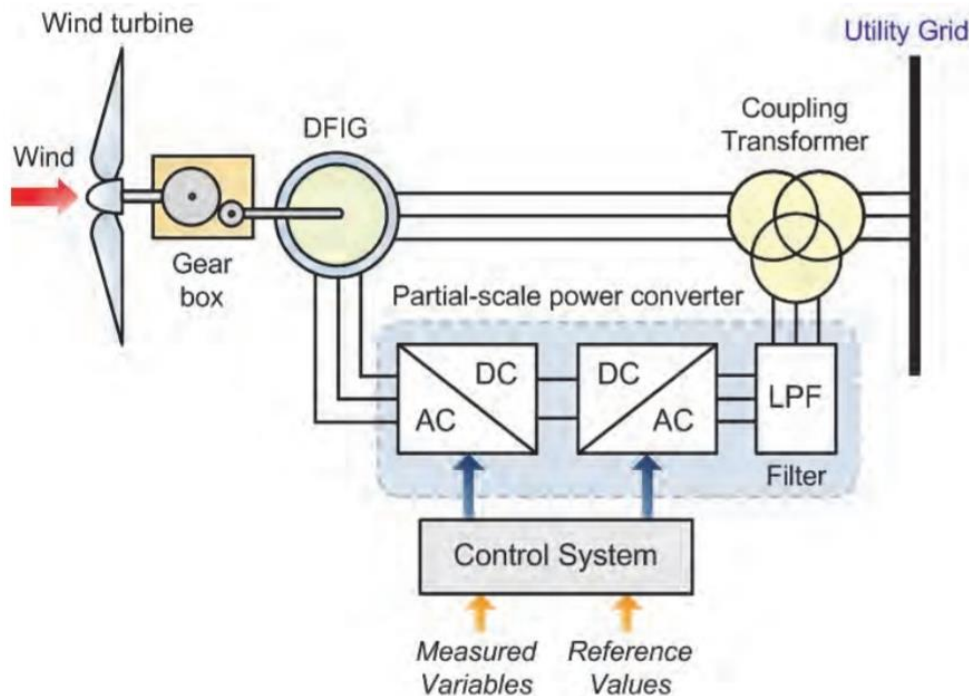 Wind turbine
Utility Grid
DFIG
Coupling
Transformer
Wind
Gear
box
Partial-scale power converter
DC
AC
DC
AC
LPF
Filter
Control System
Measured
Variables
Reference
Values